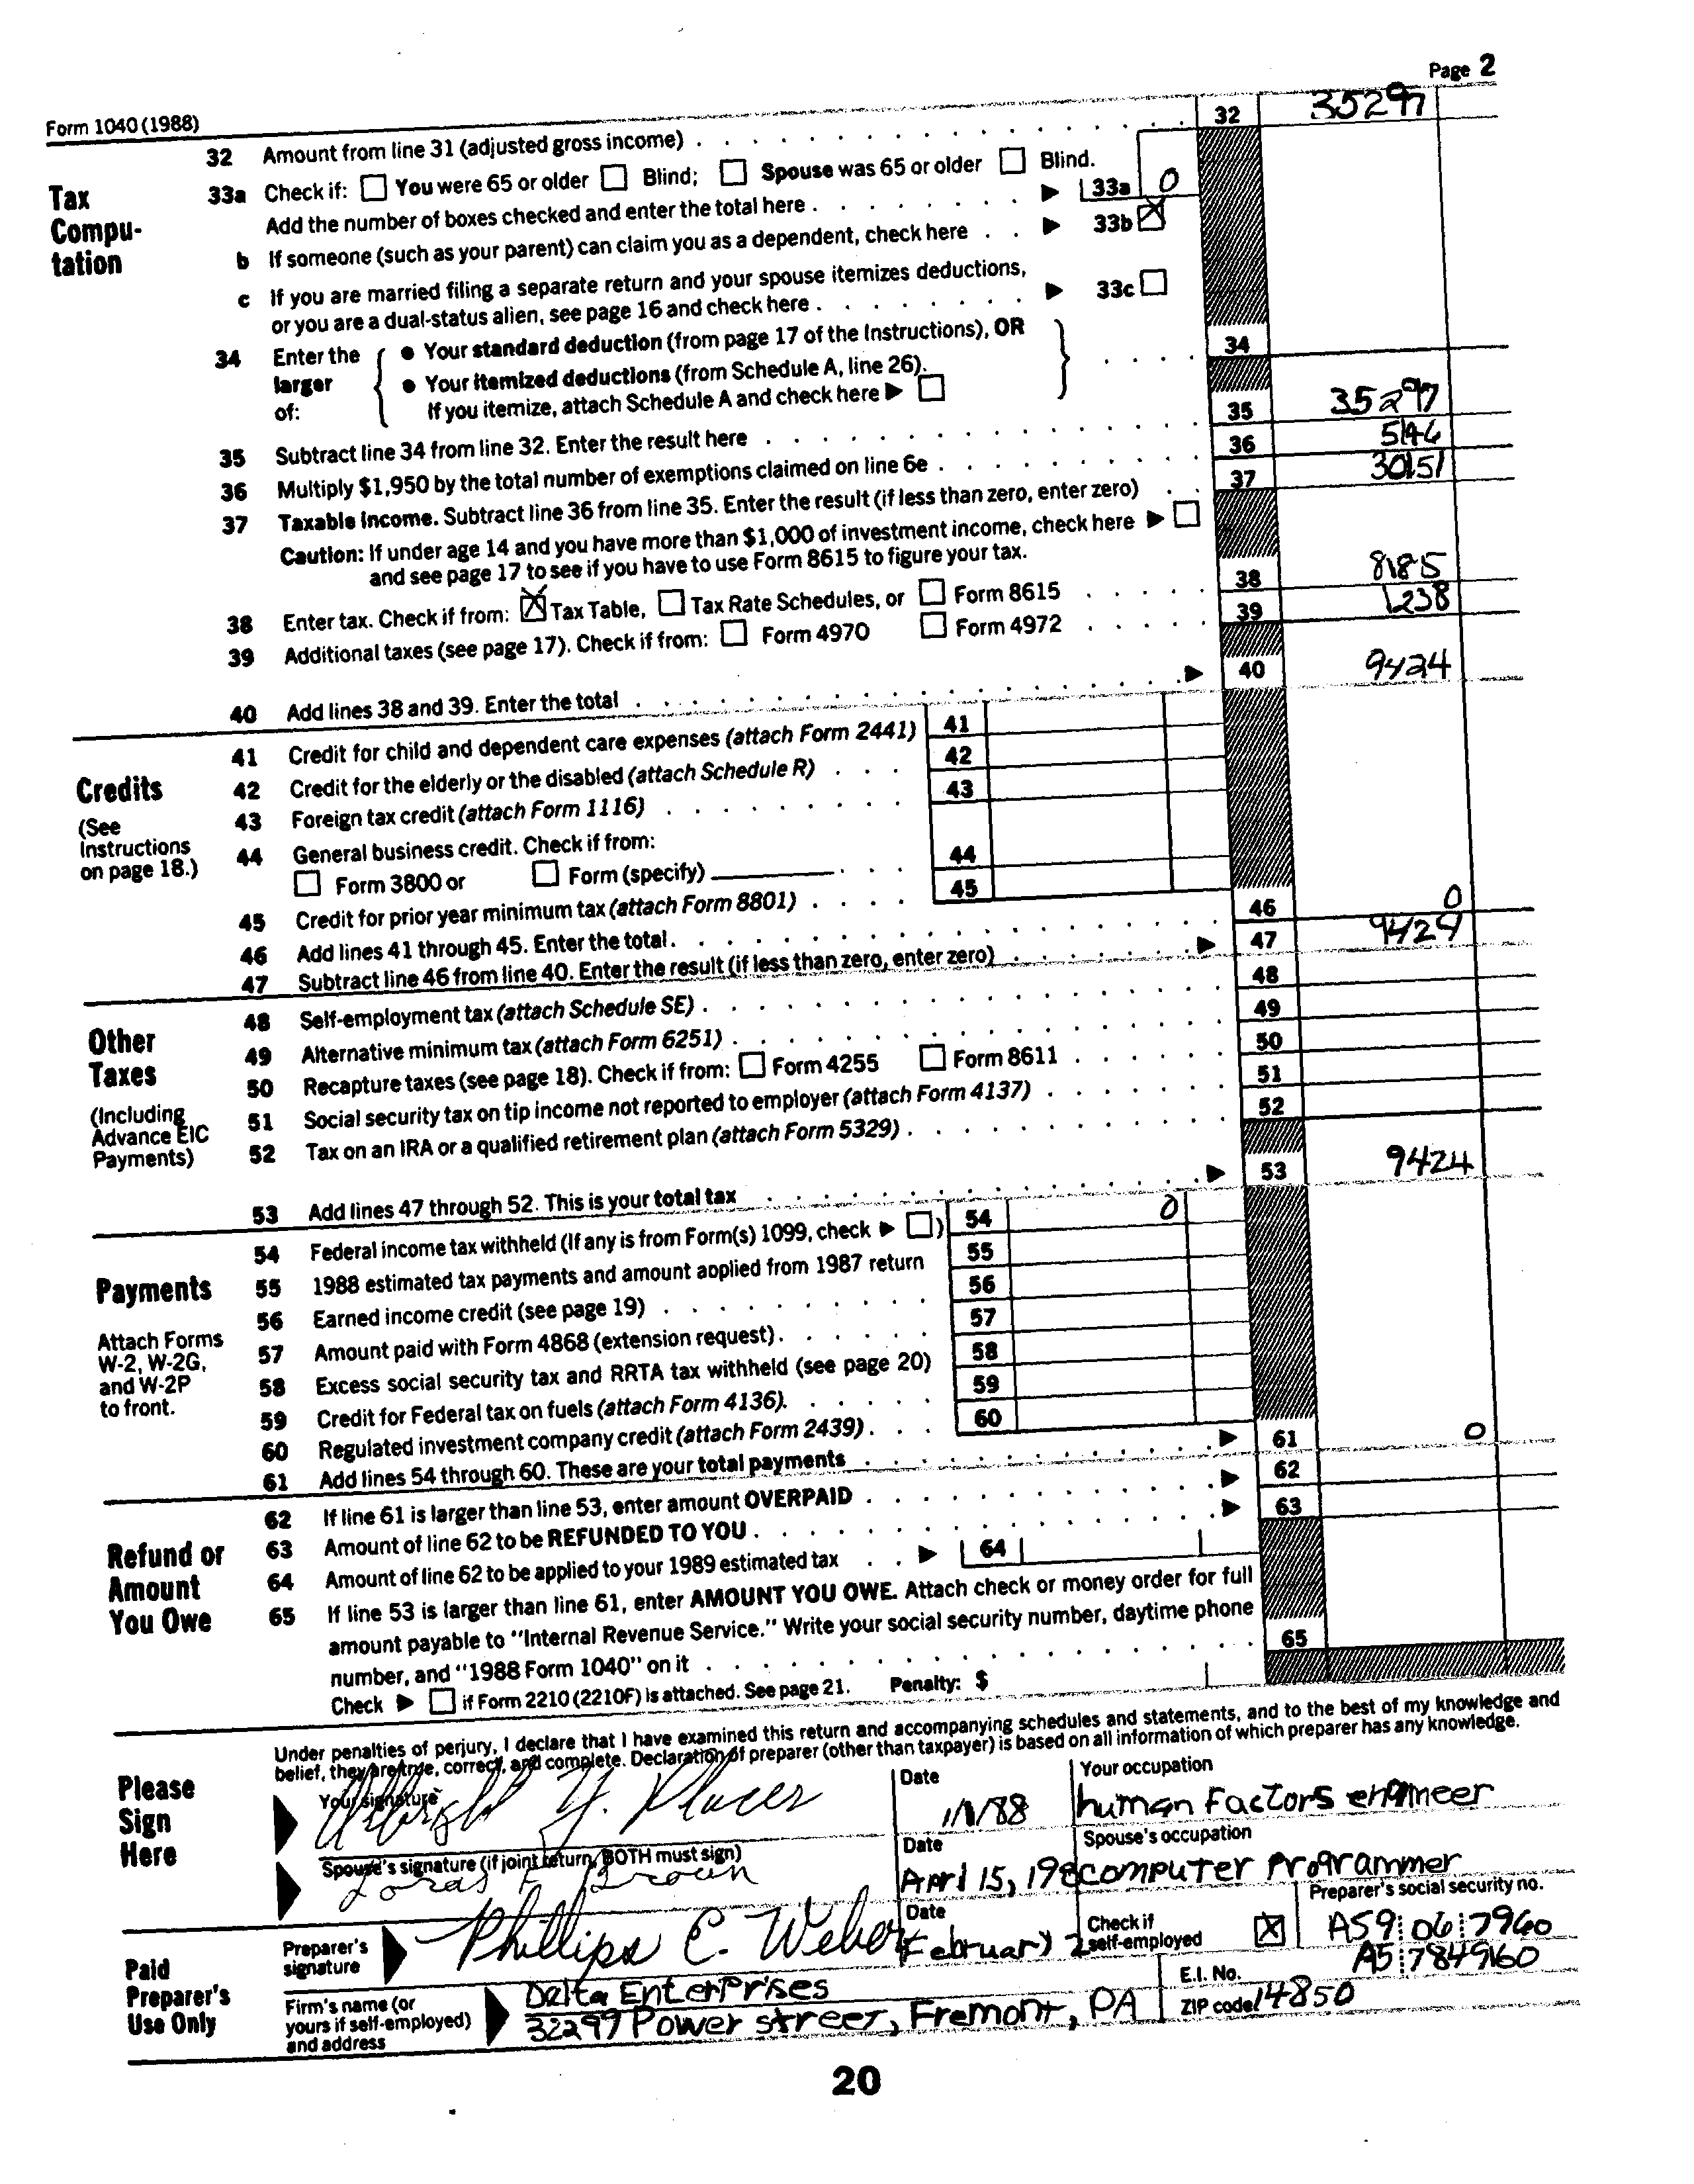 Page 2
Form 1040 (1988)
32 Amount from line 31 (adjusted gross income) 32 35297
Tax Compu- tation
33a Check if: You were 65 or older Blind; Spouse was 65 or older Blind.
Add the number of boxes checked and enter the total here 33a 0
b If someone (such as your parent) can claim you as a dependent, check here 33b X
c If you are married filing a separate return and your spouse itemizes deductions,
or you are a dual-status alien, see page 16 and check here 33c
34 Enter the larger of:
• Your standard deduction (from page 17 of the Instructions), OR
• Your itemized deductions (from Schedule A, line 26).
If you itemize, attach Schedule A and check here
34
35 Subtract line 34 from line 32. Enter the result here 35 35297
36 Multiply $1,950 by the total number of exemptions claimed on line 6e 36 5146
37 Taxable income. Subtract line 36 from line 35. Enter the result (if less than zero, enter zero) 37 30151
Caution: If under age 14 and you have more than $1,000 of investment income, check here
and see page 17 to see if you have to use Form 8615 to figure your tax.
38 Enter tax. Check if from: X Tax Table, Tax Rate Schedules, or Form 8615 38 8185
39 Additional taxes (see page 17). Check if from: Form 4970 Form 4972 39 1238
40 Add lines 38 and 39. Enter the total 40 9424
Credits
(See Instructions on page 18.)
41 Credit for child and dependent care expenses (attach Form 2441) 41
42 Credit for the elderly or the disabled (attach Schedule R) 42
43 Foreign tax credit (attach Form 1116) 43
44 General business credit. Check if from:
Form 3800 or Form (specify) 44
45 Credit for prior year minimum tax (attach Form 8801) 45
46 Add lines 41 through 45. Enter the total. 46 0
47 Subtract line 46 from line 40. Enter the result (if less than zero, enter zero) 47 9424
Other Taxes
(Including Advance EIC Payments)
48 Self-employment tax (attach Schedule SE) 48
49 Alternative minimum tax (attach Form 6251) 49
50 Recapture taxes (see page 18). Check if from: Form 4255 Form 8611 50
51 Social security tax on tip income not reported to employer (attach Form 4137) 51
52 Tax on an IRA or a qualified retirement plan (attach Form 5329) 52
53 Add lines 47 through 52. This is your total tax 53 9424
Payments
Attach Forms W-2, W-2G, and W-2P to front.
54 Federal income tax withheld (If any is from Form(s) 1099, check ) 54 0
55 1988 estimated tax payments and amount applied from 1987 return 55
56 Earned income credit (see page 19) 56
57 Amount paid with Form 4868 (extension request). 57
58 Excess social security tax and RRTA tax withheld (see page 20) 58
59 Credit for Federal tax on fuels (attach Form 4136). 59
60 Regulated investment company credit (attach Form 2439) 60
61 Add lines 54 through 60. These are your total payments 61 0
Refund or Amount You Owe
62 If line 61 is larger than line 53, enter amount OVERPAID 62
63 Amount of line 62 to be REFUNDED TO YOU 63
64 Amount of line 62 to be applied to your 1989 estimated tax 64
65 If line 53 is larger than line 61, enter AMOUNT YOU OWE. Attach check or money order for full
amount payable to "Internal Revenue Service." Write your social security number, daytime phone
number, and "1988 Form 1040" on it 65
Check if Form 2210 (2210F) is attached. See page 21. Penalty: $
Under penalties of perjury, I declare that I have examined this return and accompanying schedules and statements, and to the best of my knowledge and
belief, they are true, correct, and complete. Declaration of preparer (other than taxpayer) is based on all information of which preparer has any knowledge.
Please Sign Here
Your signature Date 1/1/88 Your occupation human Factors engineer
Spouse's signature (if joint return, BOTH must sign) Brown Date April 15, 198 Spouse's occupation computer Programmer
Paid Preparer's Use Only
Preparer's signature Phillips C. Weber Date February 2 Check if self-employed X Preparer's social security no. A59 06 7960
Firm's name (or yours if self-employed) and address Delta Enterprises E.I. No. A5 7849160
32297 Power street, Fremont, PA ZIP code 14850
20